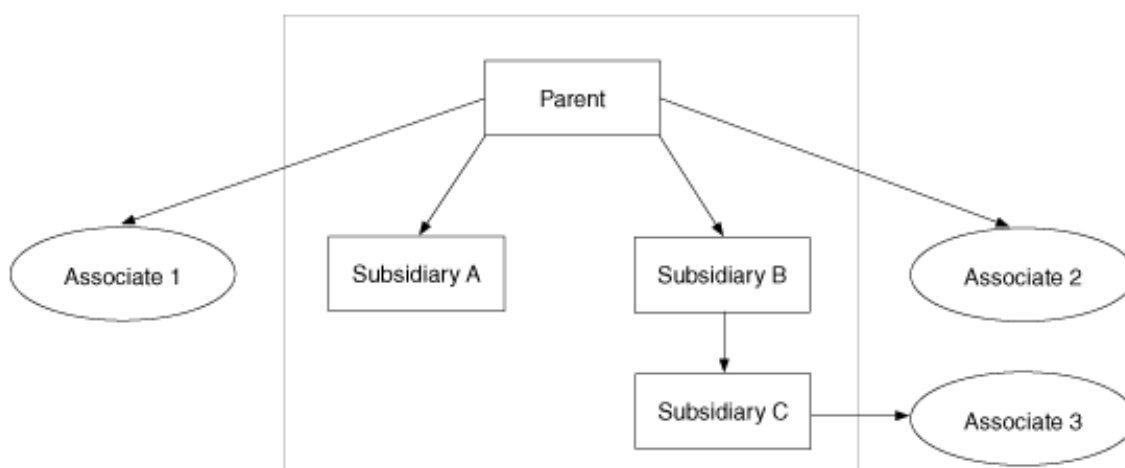 Parent
Associate 1
Subsidiary A
Subsidiary B
Associate 2
Subsidiary C
Associate 3